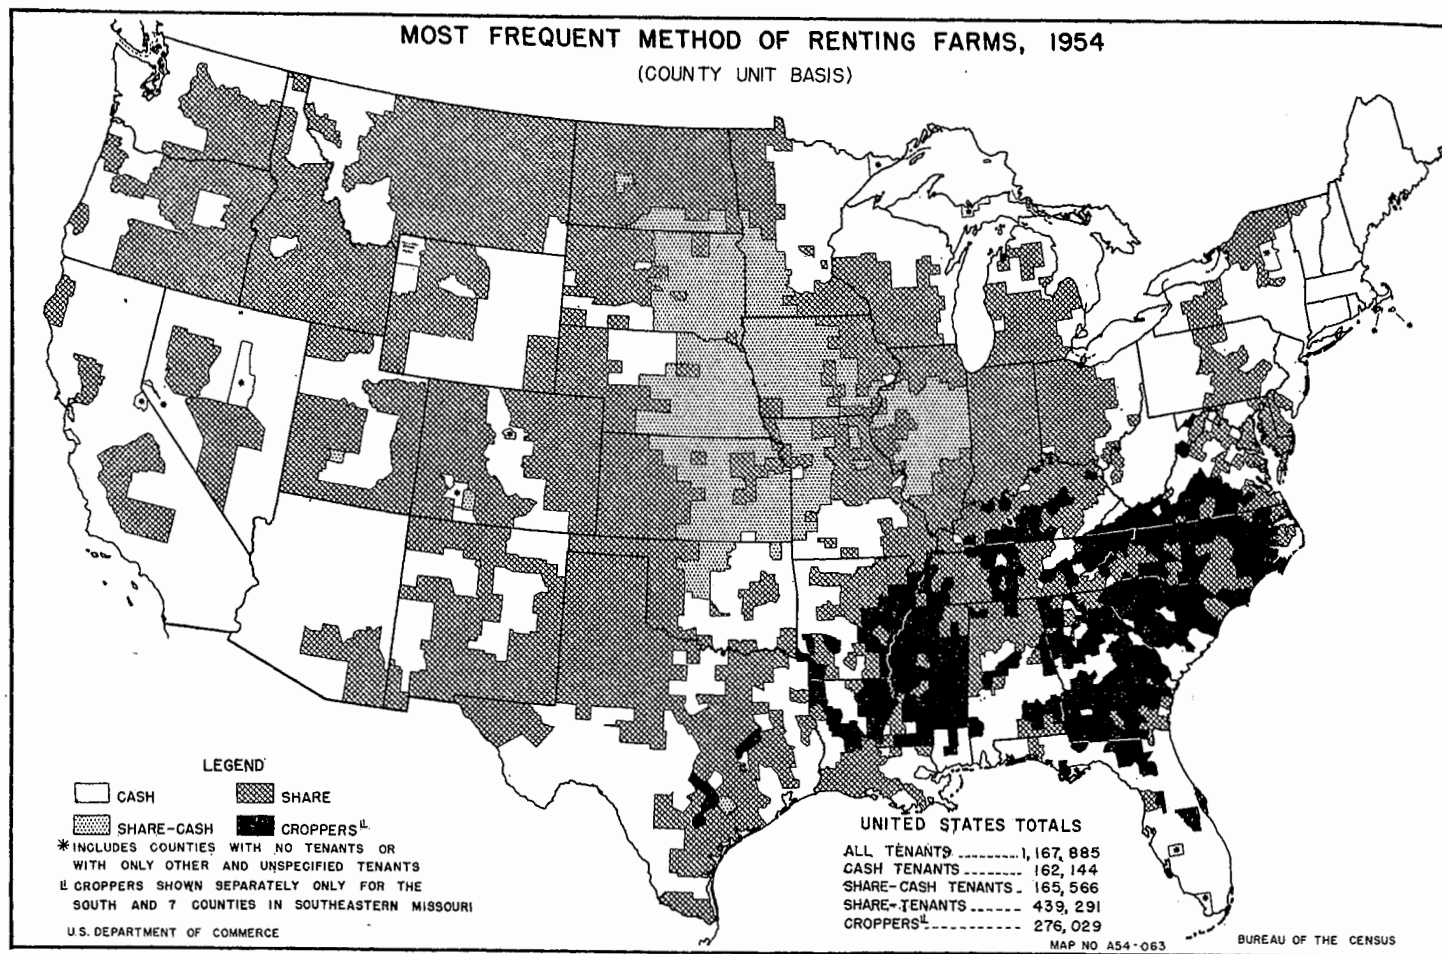 MOST FREQUENT METHOD OF RENTING FARMS, 1954
(COUNTY UNIT BASIS)
LEGEND
CASH
SHARE
SHARE-CASH
CROPPERS 1/
* INCLUDES COUNTIES WITH NO TENANTS OR
WITH ONLY OTHER AND UNSPECIFIED TENANTS
1/ CROPPERS SHOWN SEPARATELY ONLY FOR THE
SOUTH AND 7 COUNTIES IN SOUTHEASTERN MISSOURI
U.S. DEPARTMENT OF COMMERCE
UNITED STATES TOTALS
ALL TENANTS 1,167,885
CASH TENANTS 162,144
SHARE-CASH TENANTS 165,566
SHARE-TENANTS 439,291
CROPPERS 1/ 276,029
MAP NO A54-063
BUREAU OF THE CENSUS